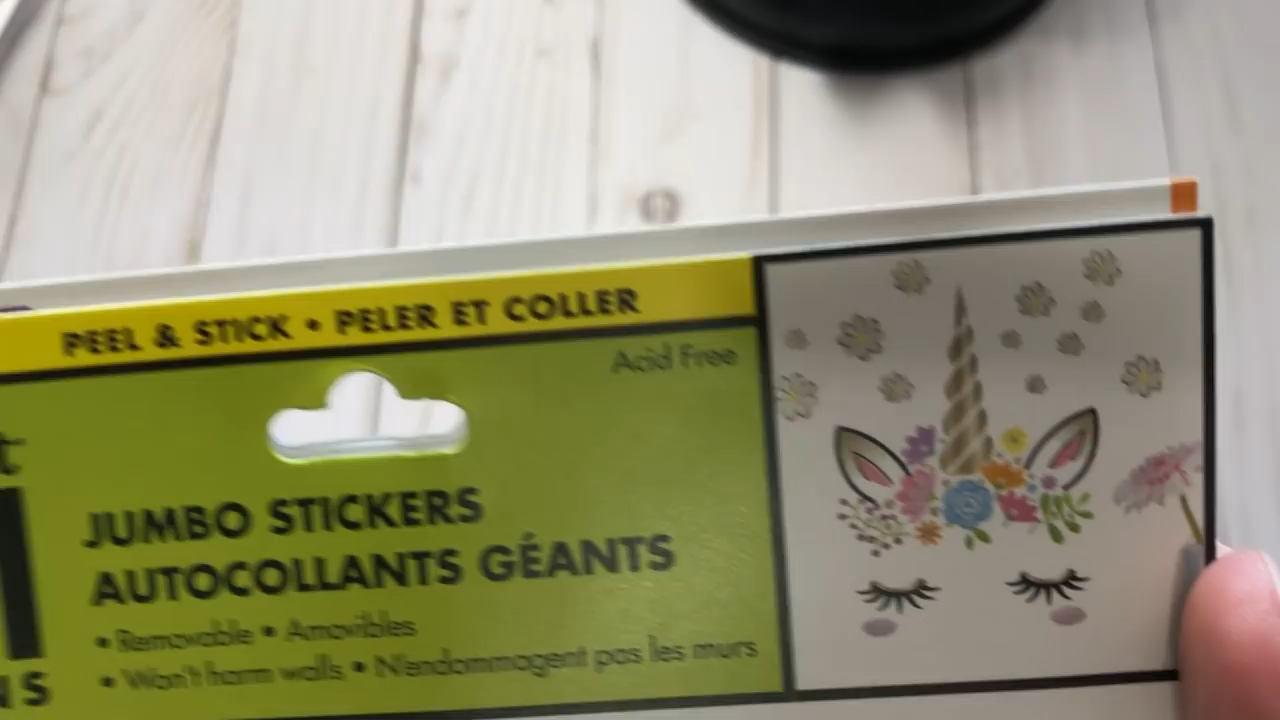 PEEL & STICK • PELER ET COLLER
Acid Free
JUMBO STICKERS
AUTOCOLLANTS GÉANTS
• Removable • Amovibles
• Won't harm walls • N'endommagent pas les murs